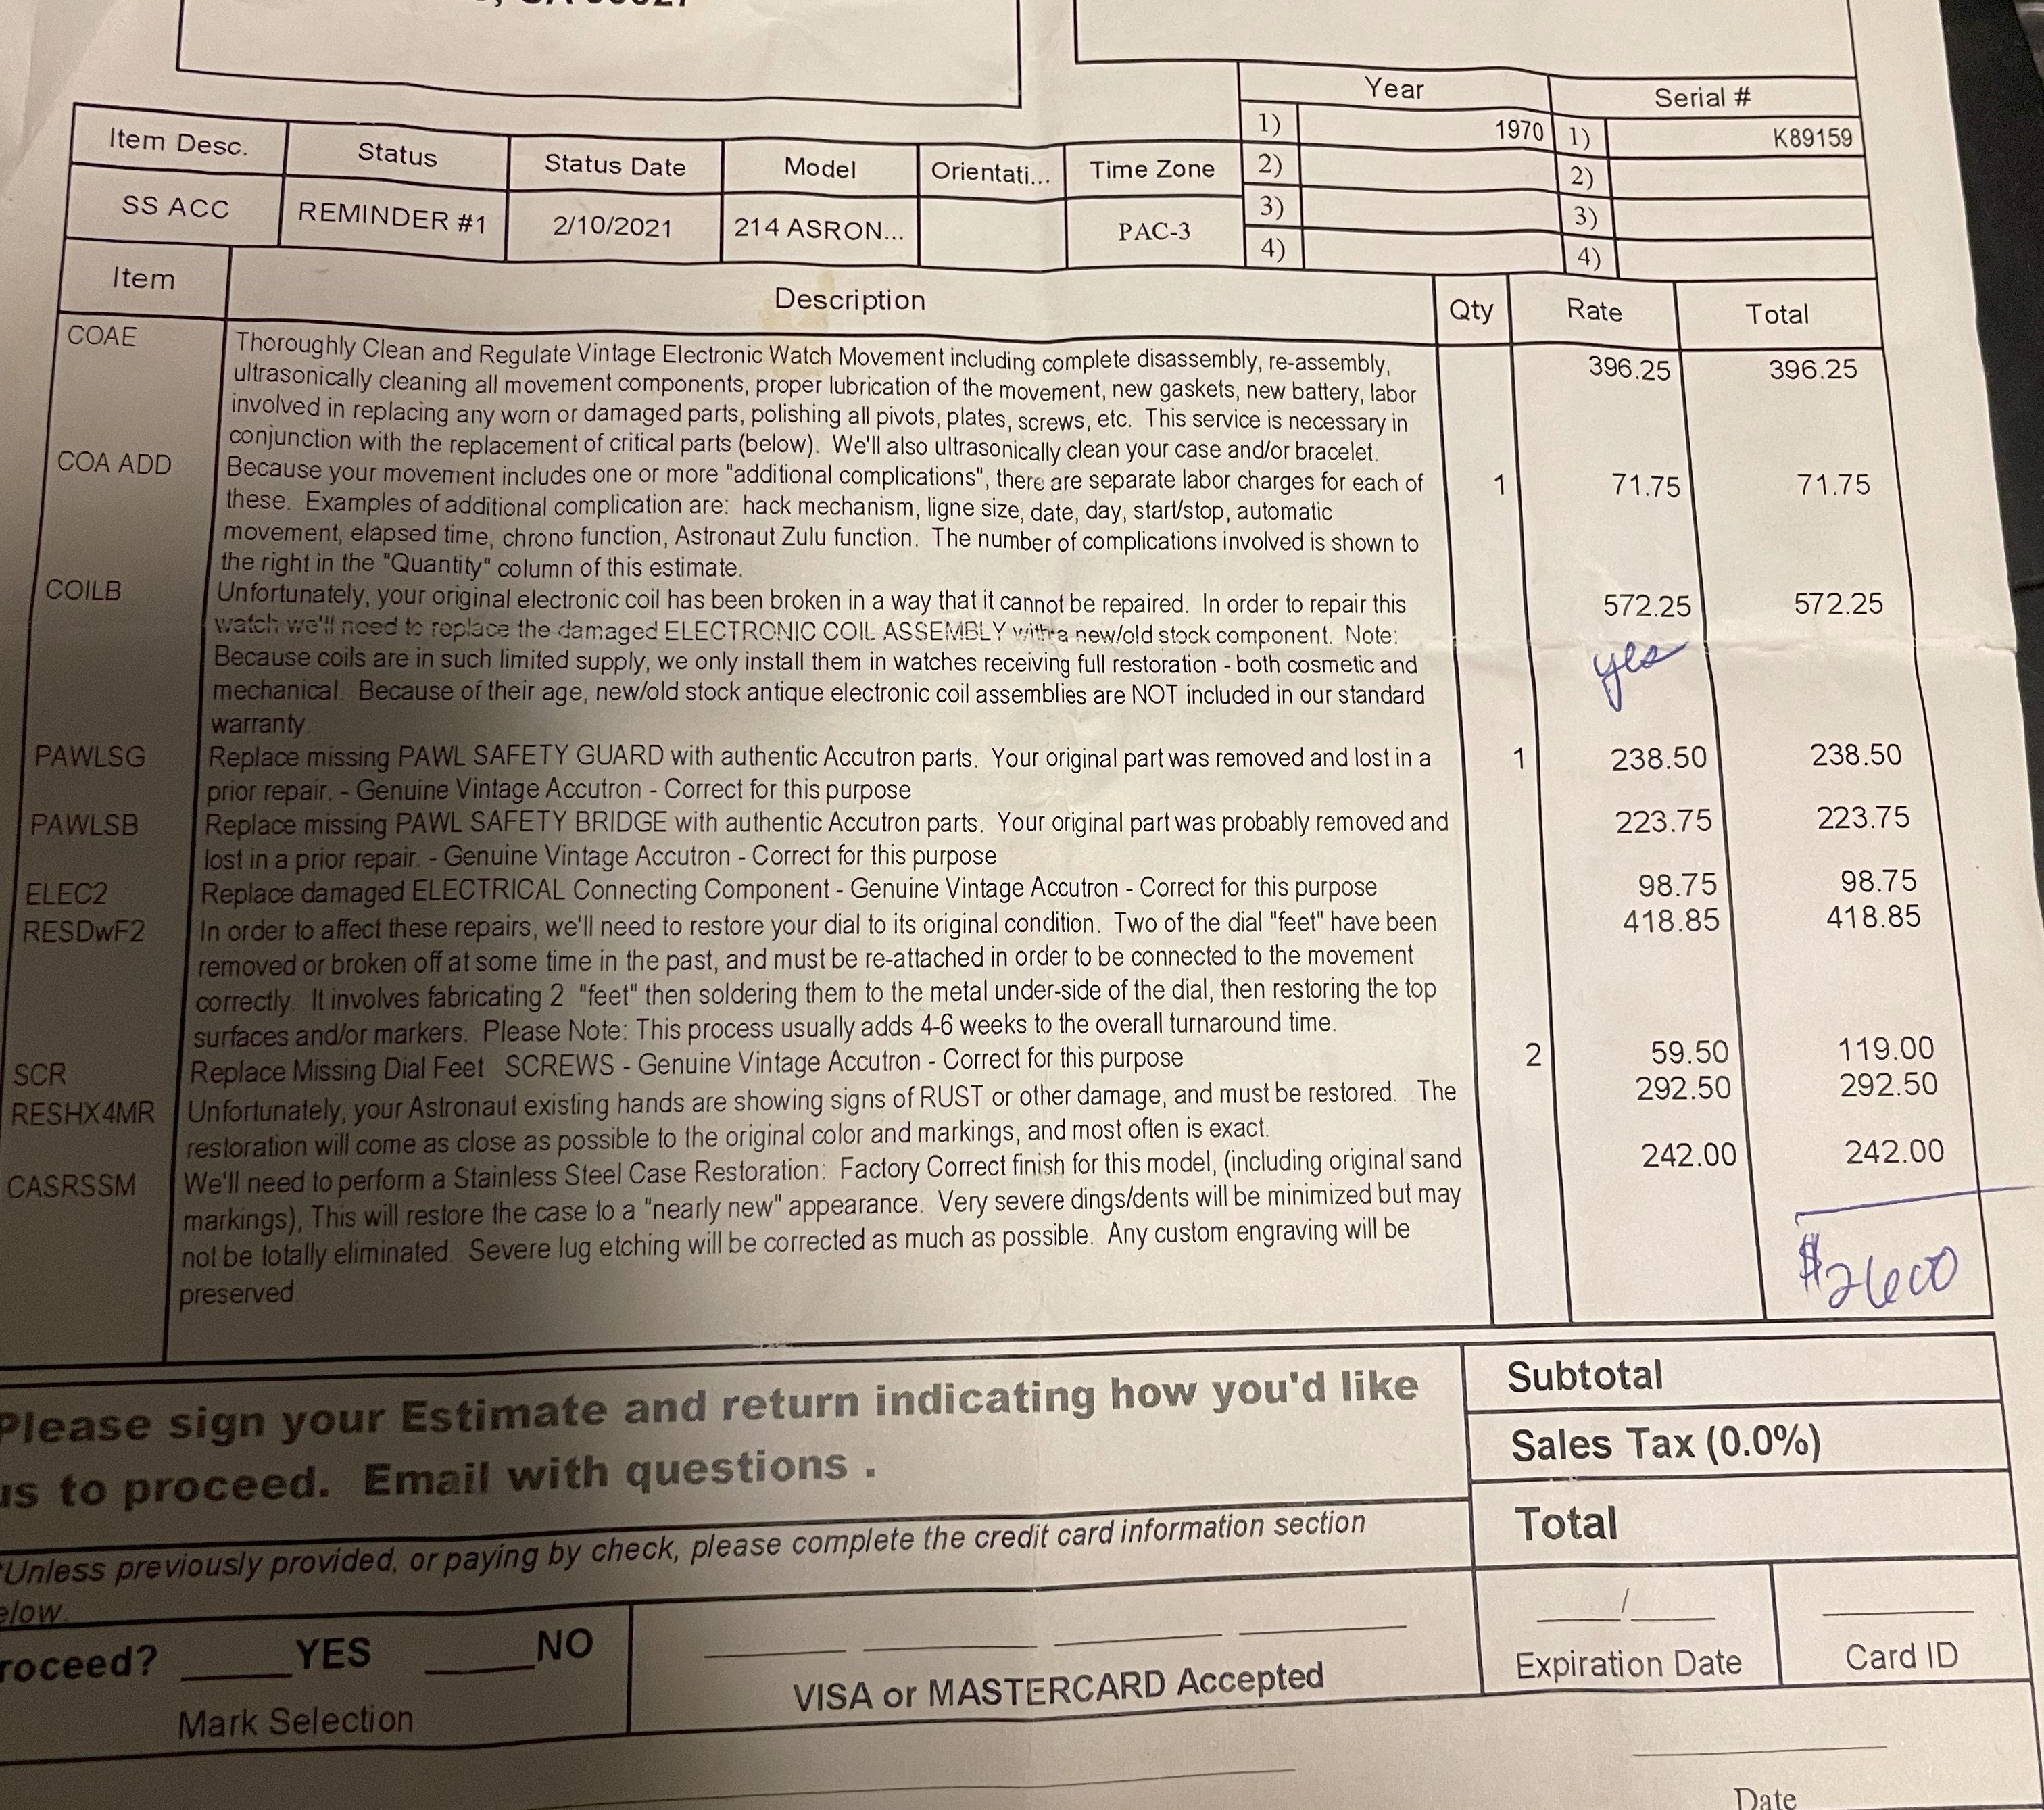 Year Serial #
1) 1970 1) K89159
2) 2)
3) 3)
4) 4)
Item Desc. Status Status Date Model Orientati... Time Zone
SS ACC REMINDER #1 2/10/2021 214 ASRON... PAC-3
Item Description Qty Rate Total
COAE Thoroughly Clean and Regulate Vintage Electronic Watch Movement including complete disassembly, re-assembly, 396.25 396.25
ultrasonically cleaning all movement components, proper lubrication of the movement, new gaskets, new battery, labor
involved in replacing any worn or damaged parts, polishing all pivots, plates, screws, etc. This service is necessary in
conjunction with the replacement of critical parts (below). We'll also ultrasonically clean your case and/or bracelet.
COA ADD Because your movement includes one or more "additional complications", there are separate labor charges for each of 1 71.75 71.75
these. Examples of additional complication are: hack mechanism, ligne size, date, day, start/stop, automatic
movement, elapsed time, chrono function, Astronaut Zulu function. The number of complications involved is shown to
the right in the "Quantity" column of this estimate.
COILB Unfortunately, your original electronic coil has been broken in a way that it cannot be repaired. In order to repair this 572.25 572.25
watch we'll need to replace the damaged ELECTRONIC COIL ASSEMBLY with a new/old stock component. Note:
Because coils are in such limited supply, we only install them in watches receiving full restoration - both cosmetic and yes
mechanical. Because of their age, new/old stock antique electronic coil assemblies are NOT included in our standard
warranty.
PAWLSG Replace missing PAWL SAFETY GUARD with authentic Accutron parts. Your original part was removed and lost in a 1 238.50 238.50
prior repair. - Genuine Vintage Accutron - Correct for this purpose
PAWLSB Replace missing PAWL SAFETY BRIDGE with authentic Accutron parts. Your original part was probably removed and 223.75 223.75
lost in a prior repair. - Genuine Vintage Accutron - Correct for this purpose
ELEC2 Replace damaged ELECTRICAL Connecting Component - Genuine Vintage Accutron - Correct for this purpose 98.75 98.75
RESDwF2 In order to affect these repairs, we'll need to restore your dial to its original condition. Two of the dial "feet" have been 418.85 418.85
removed or broken off at some time in the past, and must be re-attached in order to be connected to the movement
correctly. It involves fabricating 2 "feet" then soldering them to the metal under-side of the dial, then restoring the top
surfaces and/or markers. Please Note: This process usually adds 4-6 weeks to the overall turnaround time.
SCR Replace Missing Dial Feet SCREWS - Genuine Vintage Accutron - Correct for this purpose 2 59.50 119.00
RESHX4MR Unfortunately, your Astronaut existing hands are showing signs of RUST or other damage, and must be restored. The 292.50 292.50
restoration will come as close as possible to the original color and markings, and most often is exact.
CASRSSM We'll need to perform a Stainless Steel Case Restoration: Factory Correct finish for this model, (including original sand 242.00 242.00
markings), This will restore the case to a "nearly new" appearance. Very severe dings/dents will be minimized but may
not be totally eliminated. Severe lug etching will be corrected as much as possible. Any custom engraving will be
preserved
$2600
Please sign your Estimate and return indicating how you'd like
us to proceed. Email with questions .
Subtotal
Sales Tax (0.0%)
Total
*Unless previously provided, or paying by check, please complete the credit card information section
elow.
roceed? _____YES _____NO
Mark Selection
VISA or MASTERCARD Accepted
/
Expiration Date
Card ID
Date